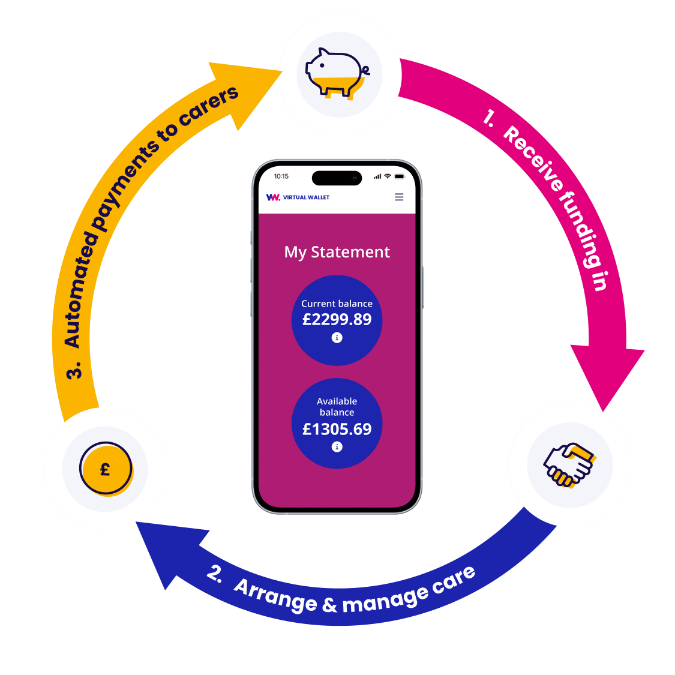 1. Receive funding in
2. Arrange & manage care
3. Automated payments to carers
£
10:15
VW. VIRTUAL WALLET
My Statement
Current balance
£2299.89
i
Available
balance
£1305.69
i